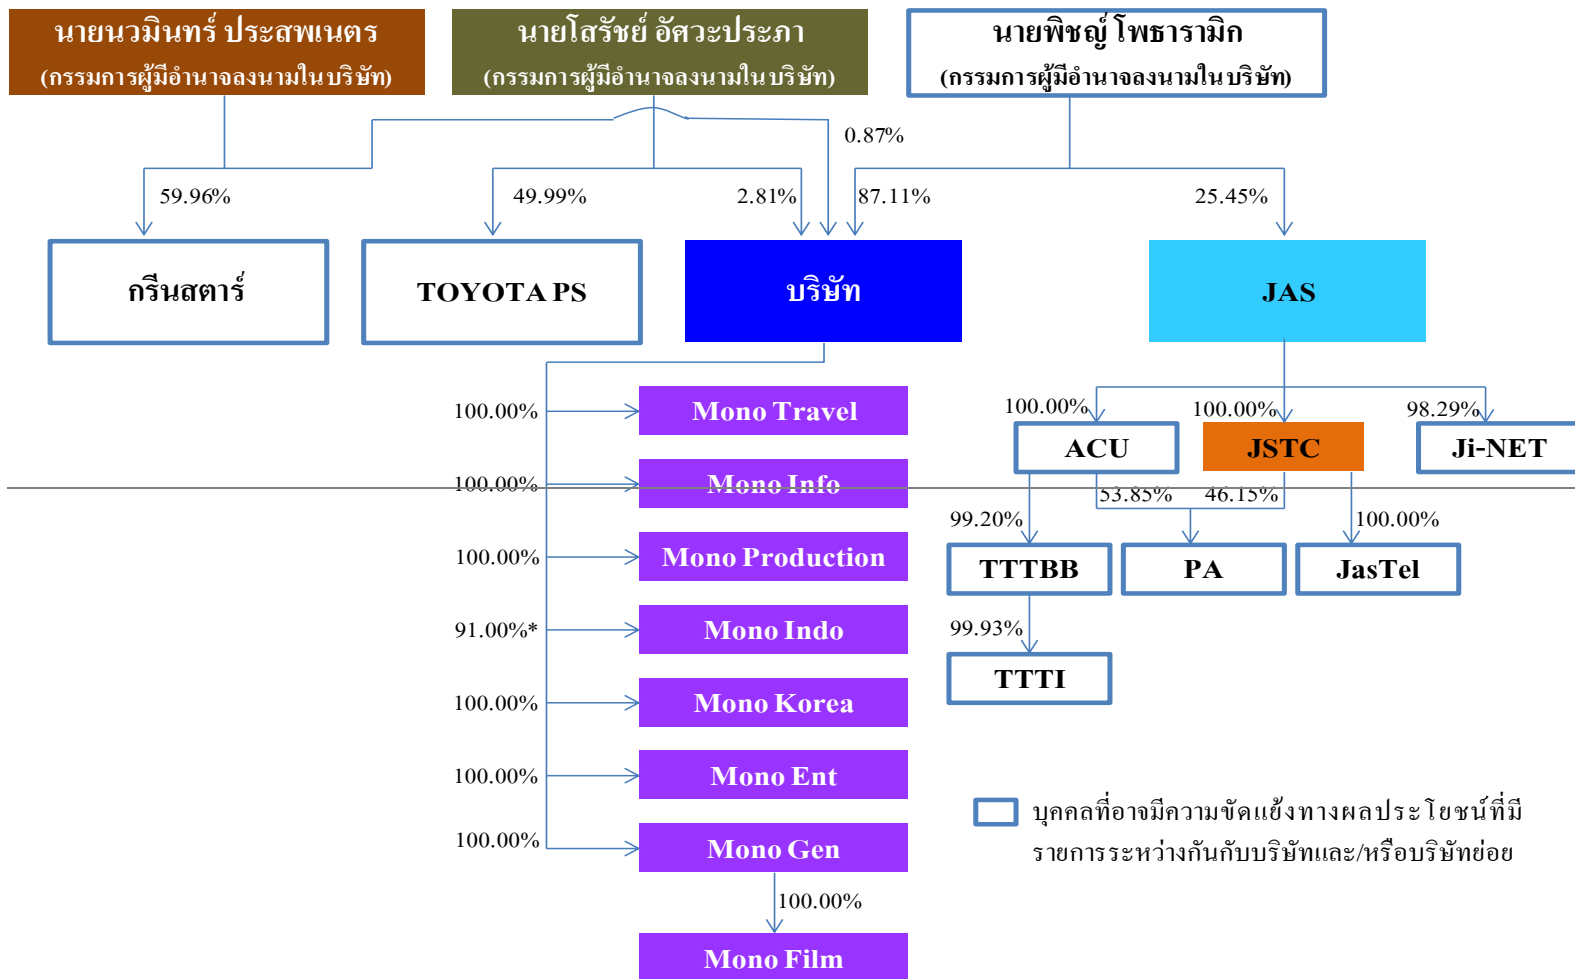 นายนวมินทร์ ประสพเนตร
(กรรมการผู้มีอำนาจลงนามใน บริษัท)
นายโสรัชย์ อัศวะประภา
(กรรมการผู้มีอำนาจลงนามใน บริษัท)
นายพิชญ์ โพธารามิก
(กรรมการผู้มีอำนาจลงนามใน บริษัท)
0.87%
59.96%
49.99%
2.81%
87.11%
25.45%
กรีนสตาร์
TOYOTA PS
บริษัท
JAS
100.00%
Mono Travel
100.00%
100.00%
98.29%
ACU
JSTC
Ji-NET
100.00%
Mono Info
53.85%
46.15%
99.20%
100.00%
100.00%
Mono Production
TTTBB
PA
JasTel
91.00%*
Mono Indo
99.93%
TTTI
100.00%
Mono Korea
100.00%
Mono Ent
100.00%
Mono Gen
บุคคลที่อาจมีความขัดแย้งทางผลประโยชน์ที่มี
รายการระหว่างกันกับบริษัทและ/หรือบริษัทย่อย
100.00%
Mono Film